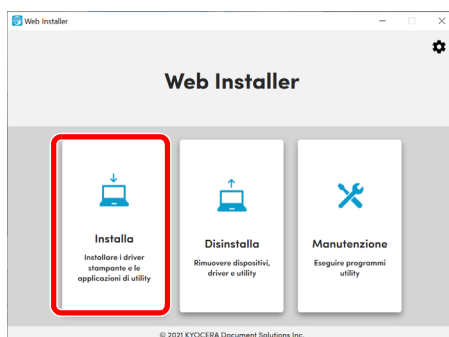 Web Installer
Web Installer
Installa
Installare i driver
stampante e le
applicazioni di utility
Disinstalla
Rimuovere dispositivi,
driver e utility
Manutenzione
Eseguire programmi
utility
© 2021 KYOCERA Document Solutions Inc.